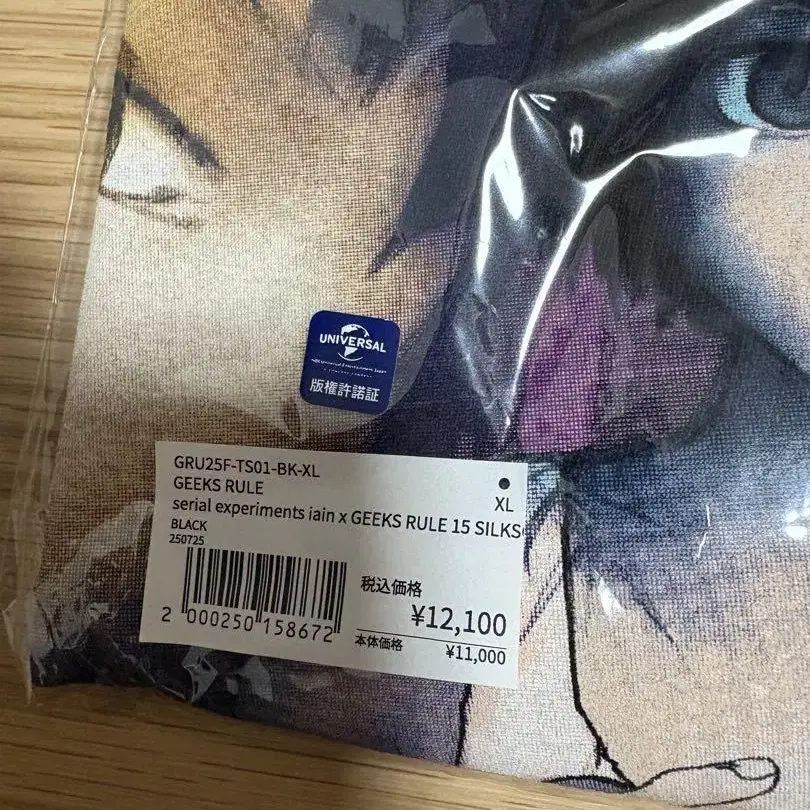 UNIVERSAL
版権許諾証
GRU25F-TS01-BK-XL
GEEKS RULE
XL
serial experiments iain x GEEKS RULE 15 SILKS
BLACK
250725
税込価格
¥12,100
2 000250 158672
本体価格
¥11,000